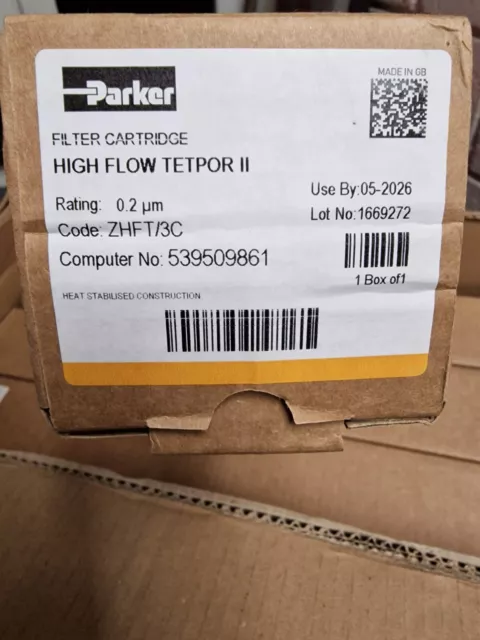 Parker
MADE IN GB
FILTER CARTRIDGE
HIGH FLOW TETPOR II
Rating: 0.2 µm
Use By:05-2026
Code: ZHFT/3C
Lot No:1669272
Computer No: 539509861
1 Box of1
HEAT STABILISED CONSTRUCTION